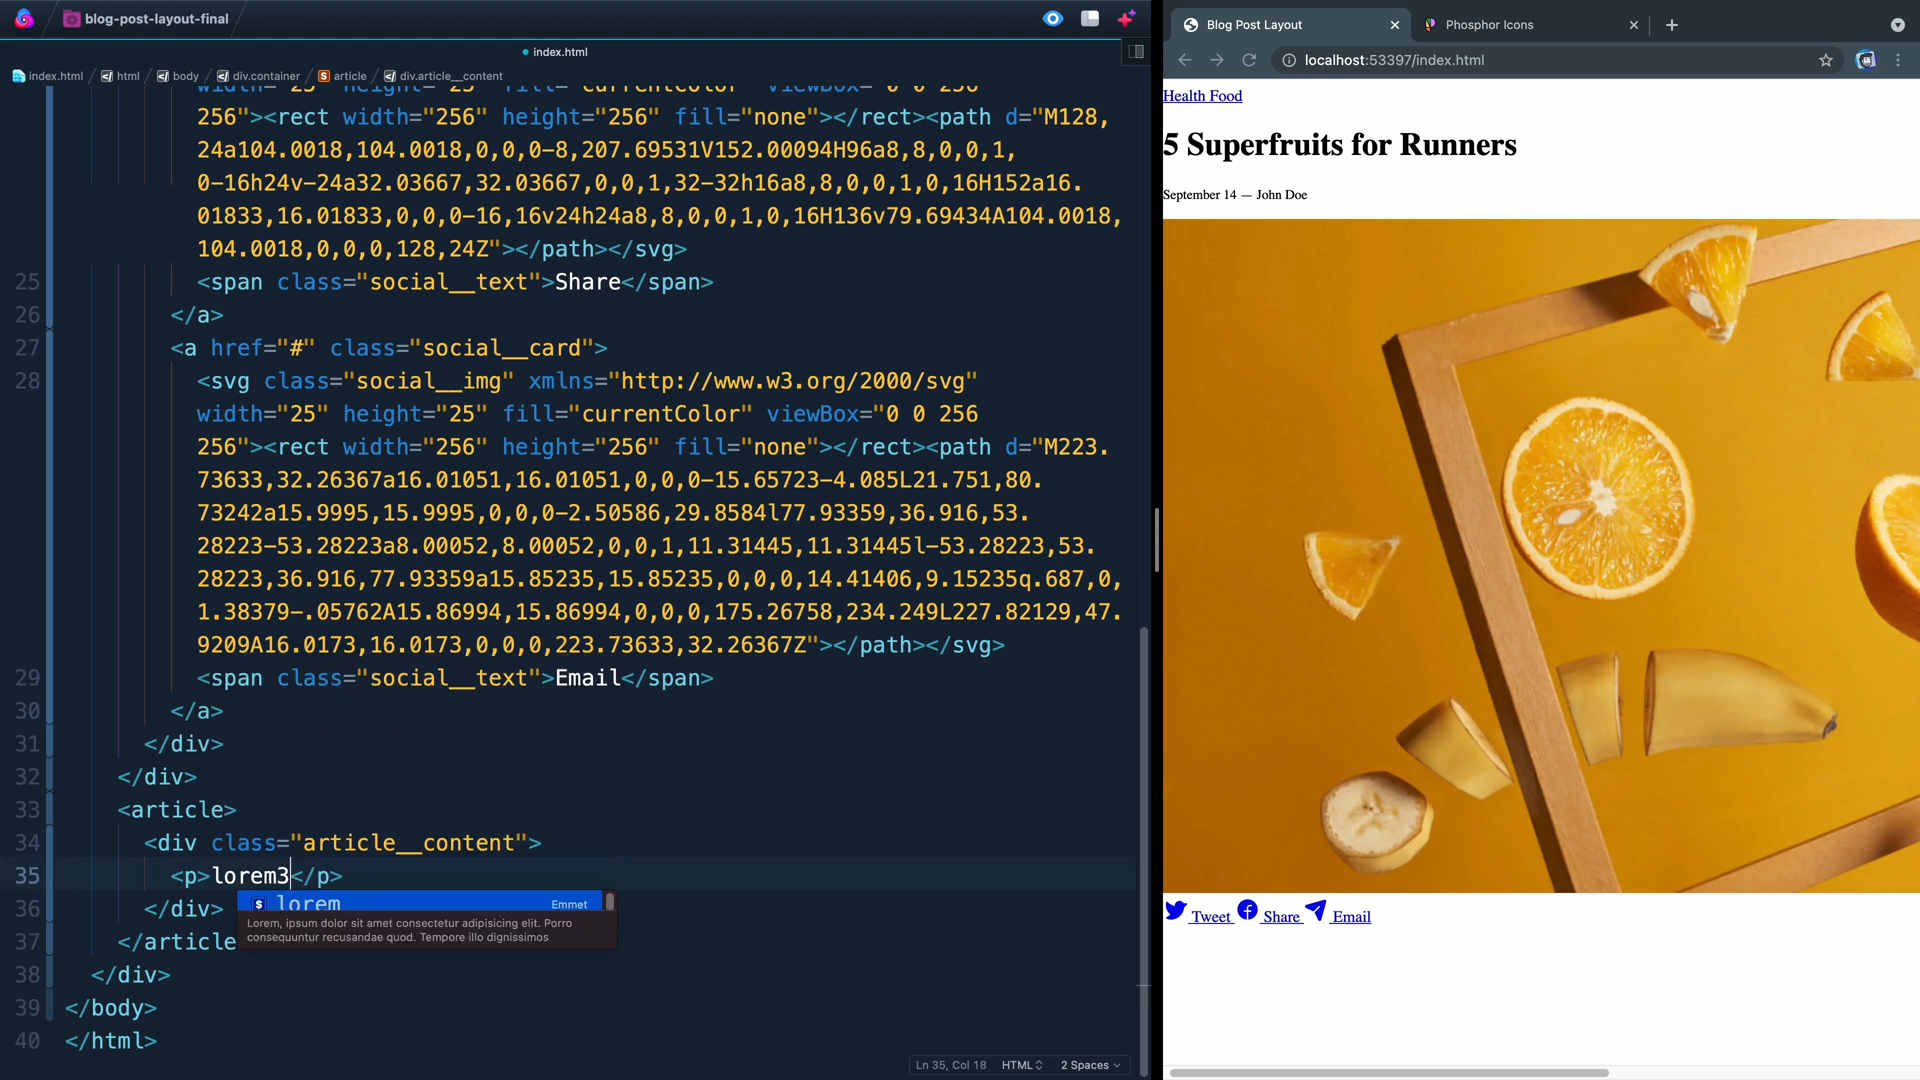 blog-post-layout-final
index.html
index.html
html
body
div.container
article
div.article__content
width="25" height="25" fill="currentColor" viewBox="0 0 256
256"><rect width="256" height="256" fill="none"></rect><path d="M128,
24a104.0018,104.0018,0,0,0-8,207.69531V152.00094H96a8,8,0,0,1,
0-16h24v-24a32.03667,32.03667,0,0,1,32-32h16a8,8,0,0,1,0,16H152a16.
01833,16.01833,0,0,0-16,16v24h24a8,8,0,0,1,0,16H136v79.69434A104.0018,
104.0018,0,0,0,128,24Z"></path></svg>
25 <span class="social__text">Share</span>
26 </a>
27 <a href="#" class="social__card">
28 <svg class="social__img" xmlns="http://www.w3.org/2000/svg"
width="25" height="25" fill="currentColor" viewBox="0 0 256
256"><rect width="256" height="256" fill="none"></rect><path d="M223.
73633,32.26367a16.01051,16.01051,0,0,0-15.65723-4.085L21.751,80.
73242a15.9995,15.9995,0,0,0-2.50586,29.8584l77.93359,36.916,53.
28223-53.28223a8.00052,8.00052,0,0,1,11.31445,11.31445l-53.28223,53.
28223,36.916,77.93359a15.85235,15.85235,0,0,0,14.41406,9.15235q.687,0,
1.38379-.05762A15.86994,15.86994,0,0,0,175.26758,234.249L227.82129,47.
9209A16.0173,16.0173,0,0,0,223.73633,32.26367Z"></path></svg>
29 <span class="social__text">Email</span>
30 </a>
31 </div>
32 </div>
33 <article>
34 <div class="article__content">
35 <p>lorem3</p>
36 </div>
lorem Emmet
Lorem, ipsum dolor sit amet consectetur adipisicing elit. Porro
consequuntur recusandae quod. Tempore illo dignissimos
37 </article
38 </div>
39 </body>
40 </html>
Ln 35, Col 18 HTML 2 Spaces
Blog Post Layout
Phosphor Icons
localhost:53397/index.html
Health Food
5 Superfruits for Runners
September 14 — John Doe
Tweet Share Email